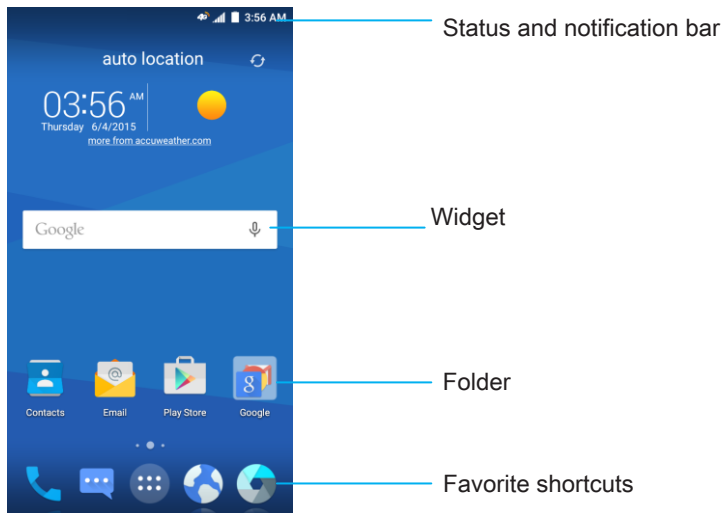 3:56 AM
Status and notification bar
auto location
03:56 AM
Thursday 6/4/2015
more from accuweather.com
Google
Widget
Contacts
Email
Play Store
Google
Folder
Favorite shortcuts